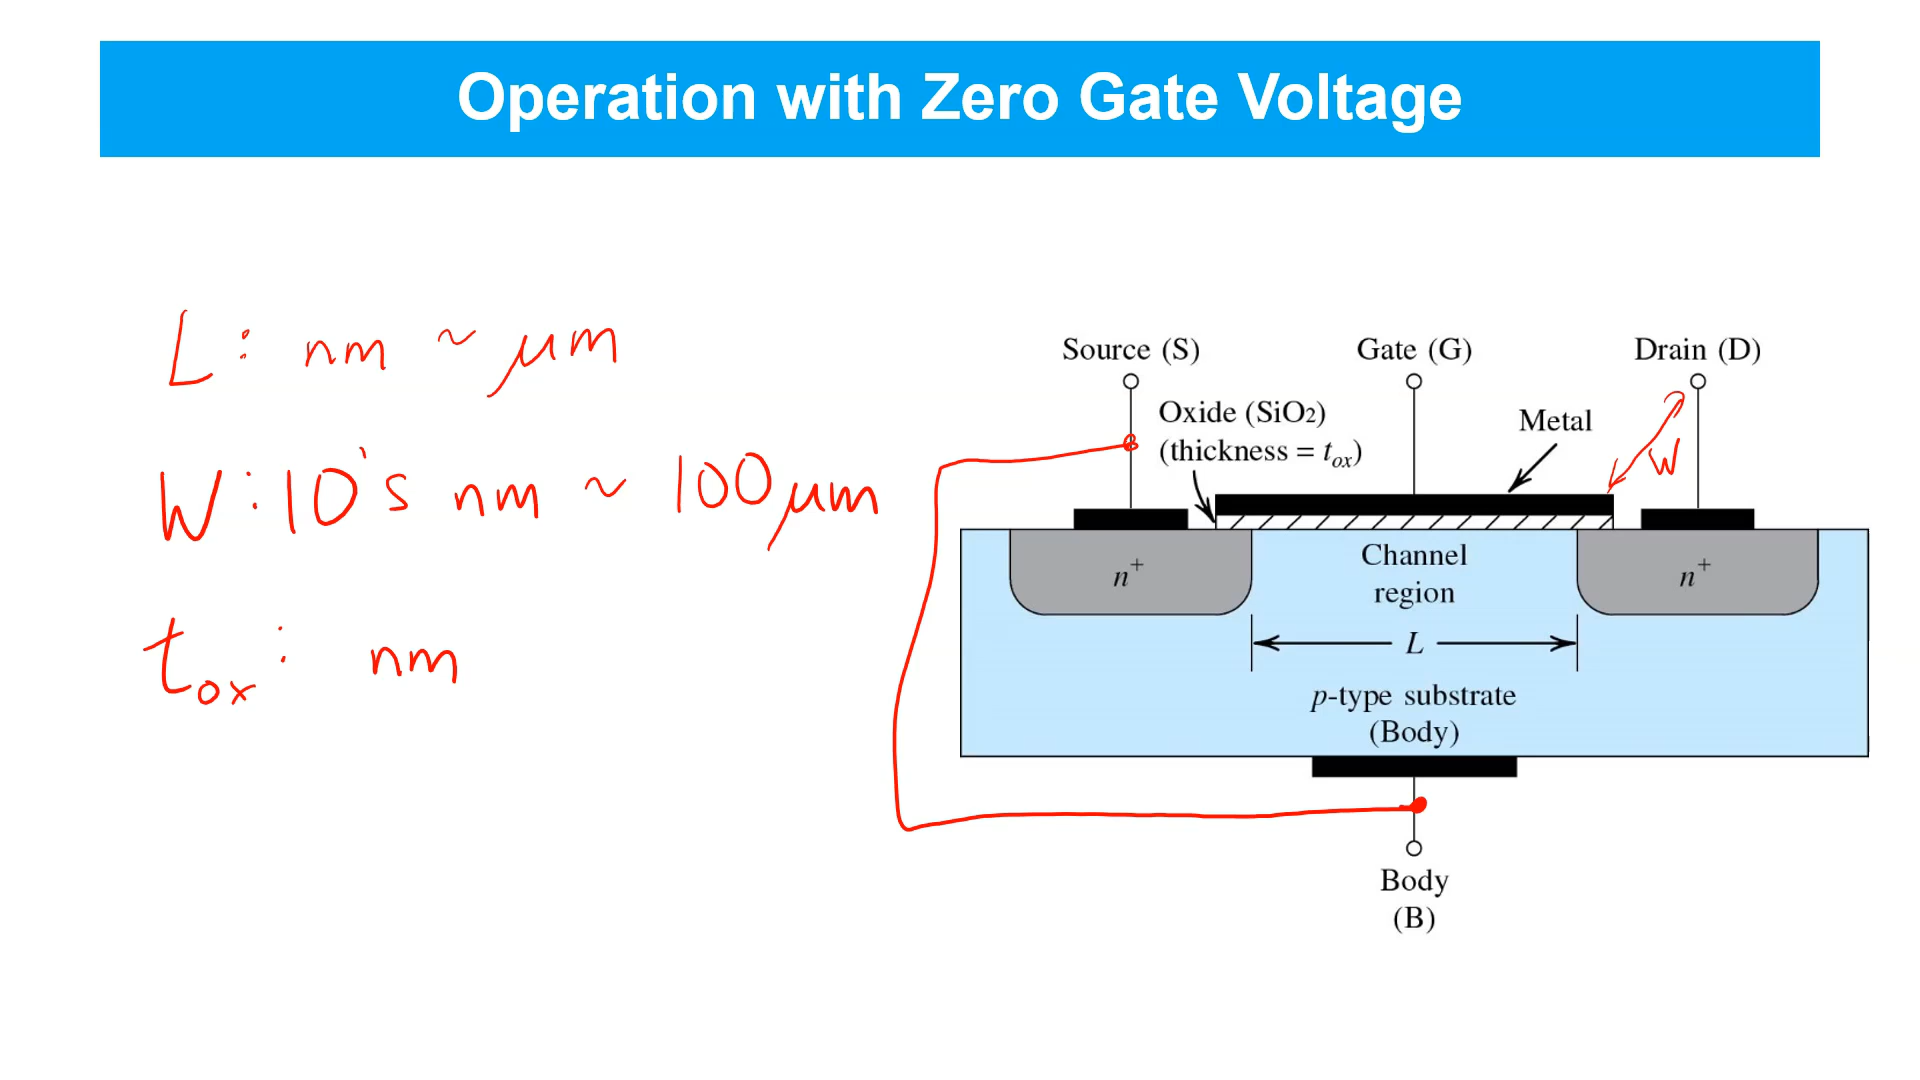 Operation with Zero Gate Voltage
L: nm ~ μm
W: 10's nm ~ 100μm
tox: nm
Source (S)
Gate (G)
Drain (D)
Oxide (SiO2)
(thickness = tox)
Metal
W
n+
Channel
region
n+
L
p-type substrate
(Body)
Body
(B)